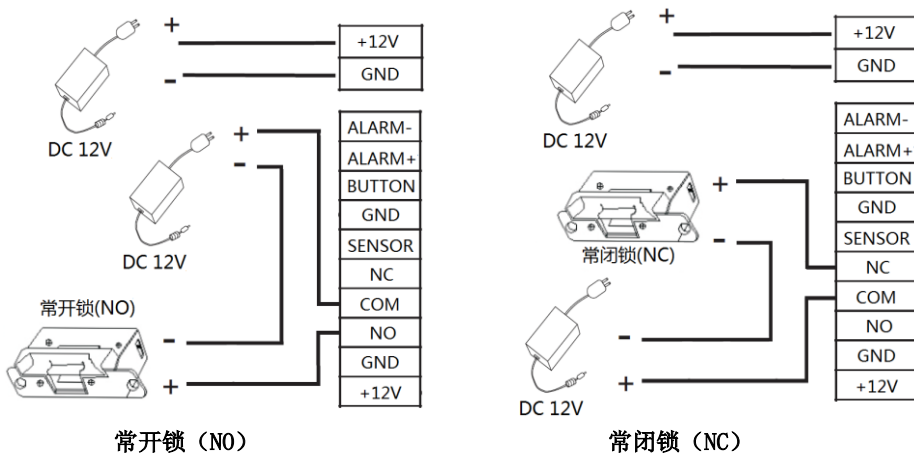 +
+12V
-
GND
DC 12V
+
-
DC 12V
ALARM-
ALARM+
BUTTON
GND
SENSOR
NC
COM
NO
GND
+12V
常开锁(NO)
-
+
常开锁（NO）
+
+12V
-
GND
DC 12V
ALARM-
ALARM+
BUTTON
GND
SENSOR
NC
COM
NO
GND
+12V
+
-
常闭锁(NC)
-
+
DC 12V
常闭锁（NC）